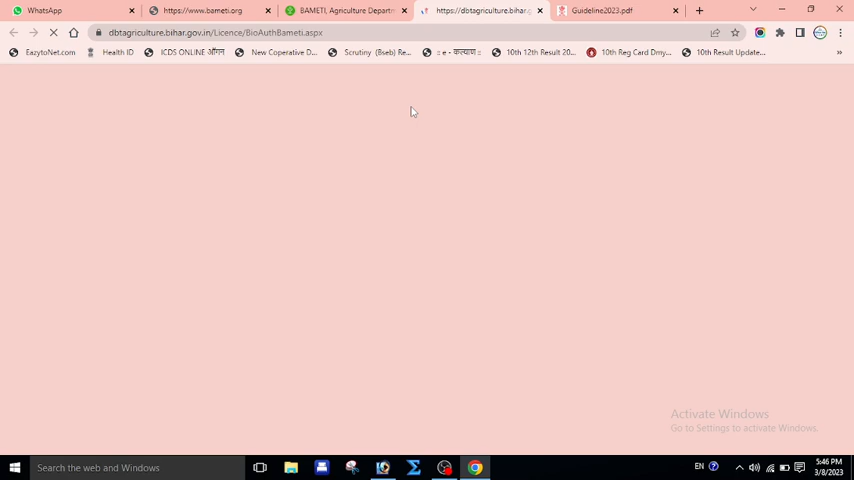 WhatsApp
https://www.bameti.org
BAMETI, Agriculture Departm
https://dbtagriculture.bihar.g
Guideline2023.pdf
dbtagriculture.bihar.gov.in/Licence/BioAuthBameti.aspx
EazytoNet.com
Health ID
ICDS ONLINE आँगन
New Coperative D...
Scrutiny (Bseb) Re...
:: e - कल्याण ::
10th 12th Result 20...
10th Reg Card Dmy...
10th Result Update...
Activate Windows
Go to Settings to activate Windows.
Search the web and Windows
EN
5:46 PM
3/8/2023